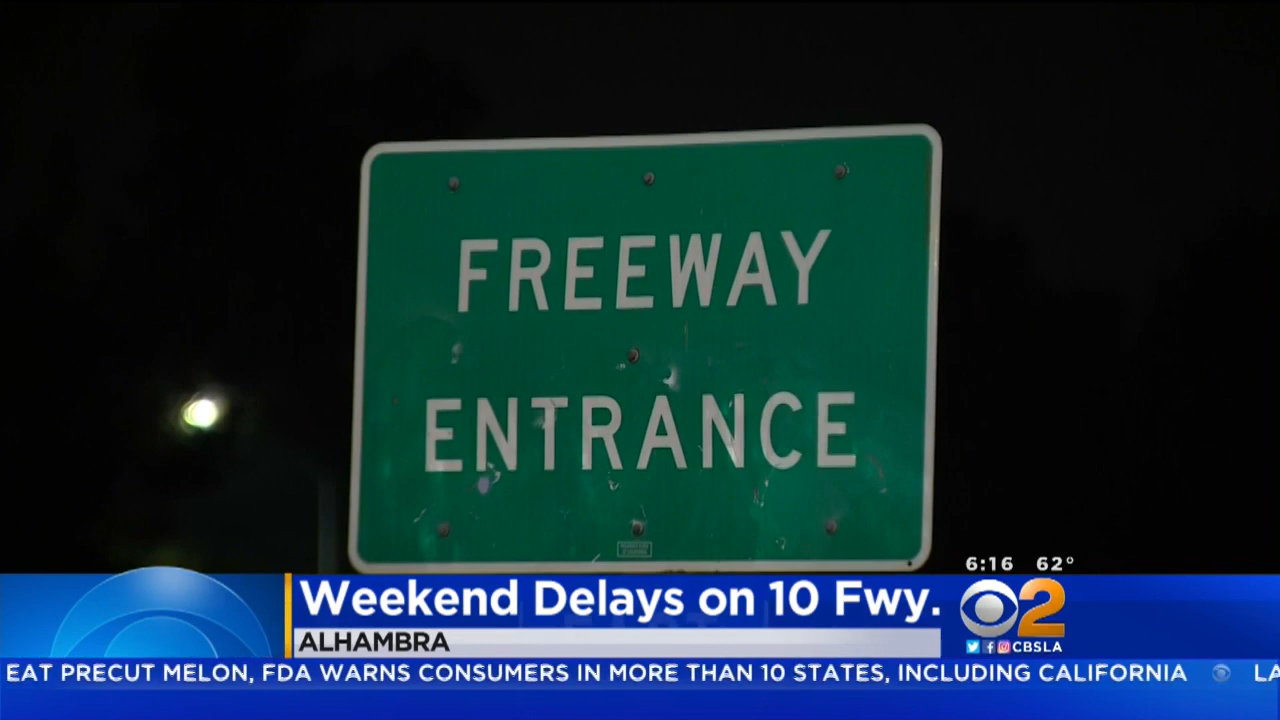 FREEWAY
ENTRANCE
6:16 62°
Weekend Delays on 10 Fwy.
2
ALHAMBRA
CBSLA
EAT PRECUT MELON, FDA WARNS CONSUMERS IN MORE THAN 10 STATES, INCLUDING CALIFORNIA LA